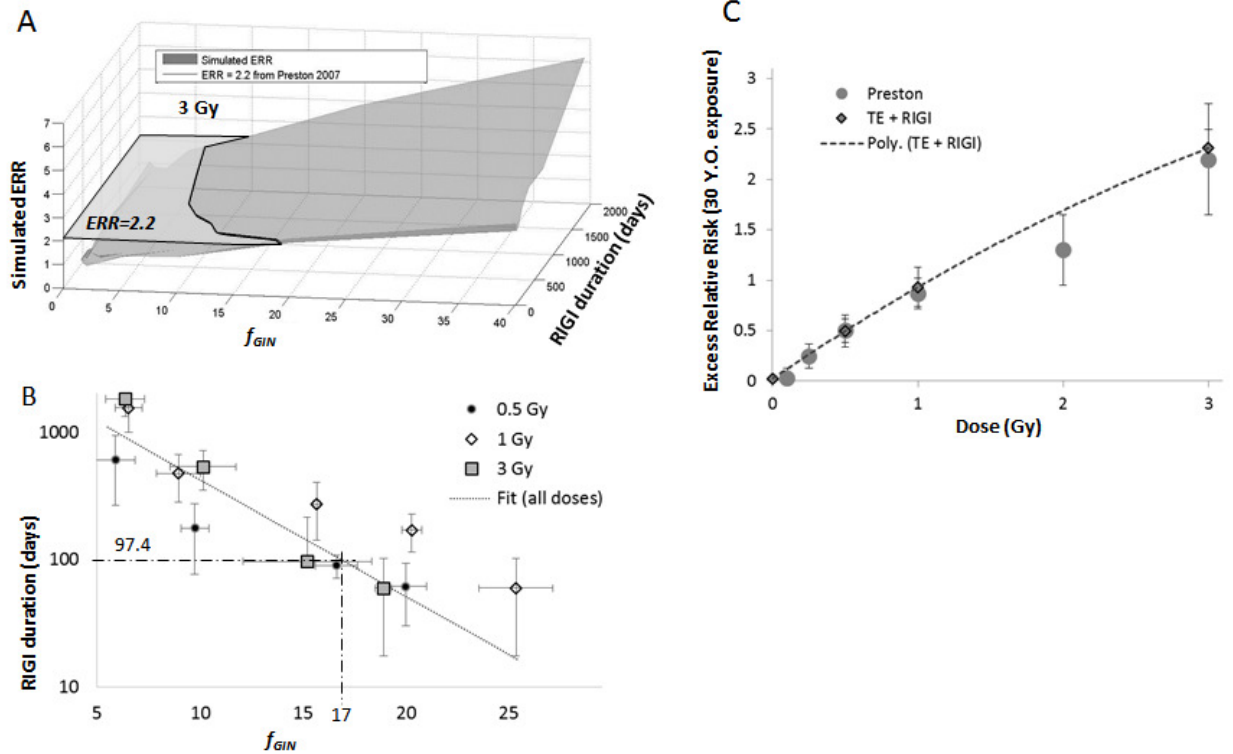 A
Simulated ERR
ERR = 2.2 from Preston 2007
3 Gy
ERR=2.2
Simulated ERR
7
6
5
4
3
2
1
0
0
5
10
15
20
25
30
35
40
fGIN
0
500
1000
1500
2000
RIGI duration (days)
B
0.5 Gy
1 Gy
3 Gy
Fit (all doses)
97.4
RIGI duration (days)
1000
100
10
5
10
15
17
20
25
fGIN
C
Preston
TE + RIGI
Poly. (TE + RIGI)
Excess Relative Risk (30 Y.O. exposure)
3
2.5
2
1.5
1
0.5
0
0
1
2
3
Dose (Gy)